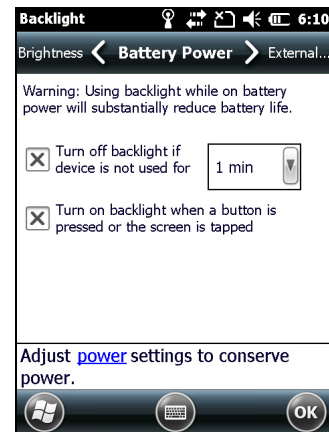 Backlight 6:10
Brightness Battery Power External...
Warning: Using backlight while on battery
power will substantially reduce battery life.
Turn off backlight if
device is not used for
1 min
Turn on backlight when a button is
pressed or the screen is tapped
Adjust power settings to conserve
power.
OK